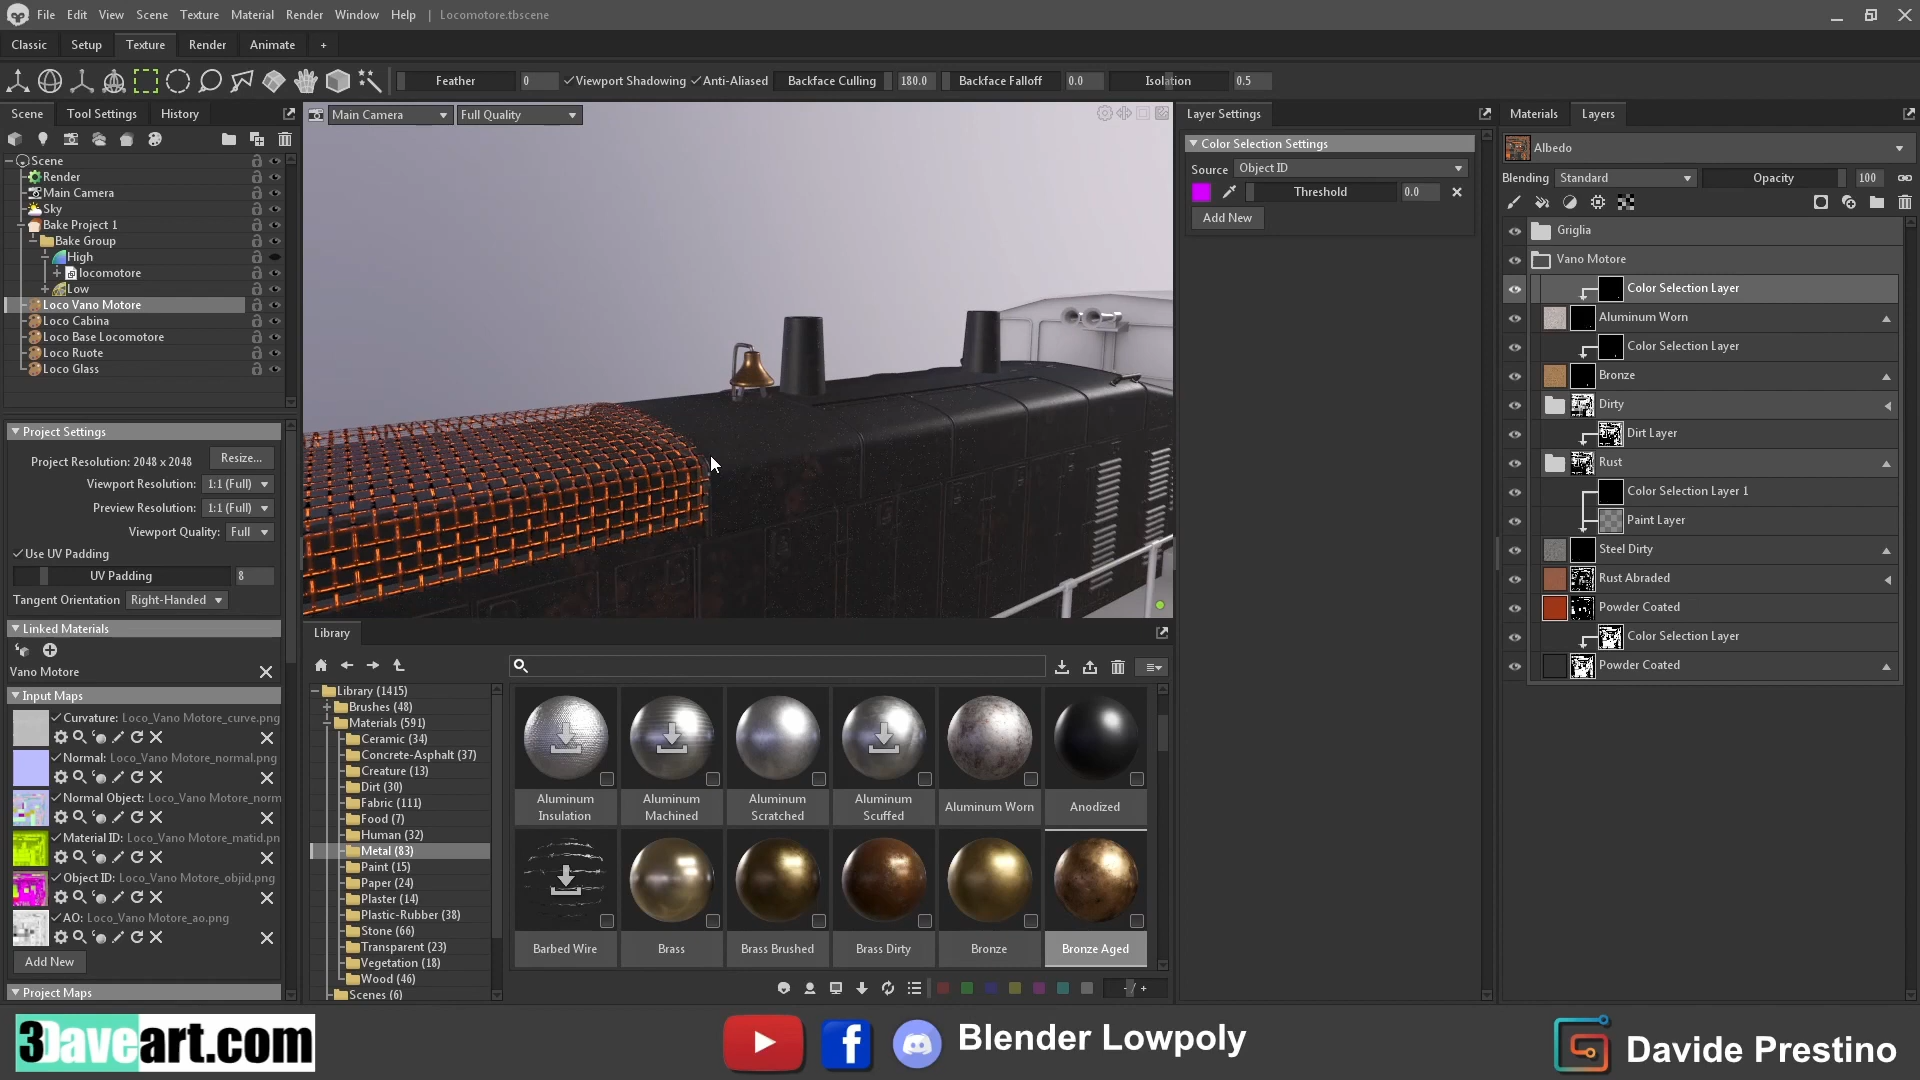 File Edit View Scene Texture Material Render Window Help | Locomotore.tbscene
Classic Setup Texture Render Animate +
Feather 0 Viewport Shadowing Anti-Aliased Backface Culling 180.0 Backface Falloff 0.0 Isolation 0.5
Scene Tool Settings History
Scene
Render
Main Camera
Sky
Bake Project 1
Bake Group
High
locomotore
Low
Loco Vano Motore
Loco Cabina
Loco Base Locomotore
Loco Ruote
Loco Glass
Project Settings
Project Resolution: 2048 x 2048 Resize...
Viewport Resolution: 1:1 (Full)
Preview Resolution: 1:1 (Full)
Viewport Quality: Full
Use UV Padding
UV Padding 8
Tangent Orientation Right-Handed
Linked Materials
Vano Motore
Input Maps
Curvature: Loco_Vano Motore_curve.png
Normal: Loco_Vano Motore_normal.png
Normal Object: Loco_Vano Motore_norm
Material ID: Loco_Vano Motore_matid.pn
Object ID: Loco_Vano Motore_objid.png
AO: Loco_Vano Motore_ao.png
Add New
Project Maps
Main Camera Full Quality
Library
Library (1415)
Brushes (48)
Materials (591)
Ceramic (34)
Concrete-Asphalt (37)
Creature (13)
Dirt (30)
Fabric (111)
Food (7)
Human (32)
Metal (83)
Paint (15)
Paper (24)
Plaster (14)
Plastic-Rubber (38)
Stone (66)
Transparent (23)
Vegetation (18)
Wood (46)
Scenes (6)
Aluminum Insulation
Aluminum Machined
Aluminum Scratched
Aluminum Scuffed
Aluminum Worn
Anodized
Barbed Wire
Brass
Brass Brushed
Brass Dirty
Bronze
Bronze Aged
Layer Settings
Color Selection Settings
Source Object ID
Threshold 0.0
Add New
Materials Layers
Albedo
Blending Standard Opacity 100
Griglia
Vano Motore
Color Selection Layer
Aluminum Worn
Color Selection Layer
Bronze
Dirty
Dirt Layer
Rust
Color Selection Layer 1
Paint Layer
Steel Dirty
Rust Abraded
Powder Coated
Color Selection Layer
Powder Coated
3Daveart.com
Blender Lowpoly
Davide Prestino